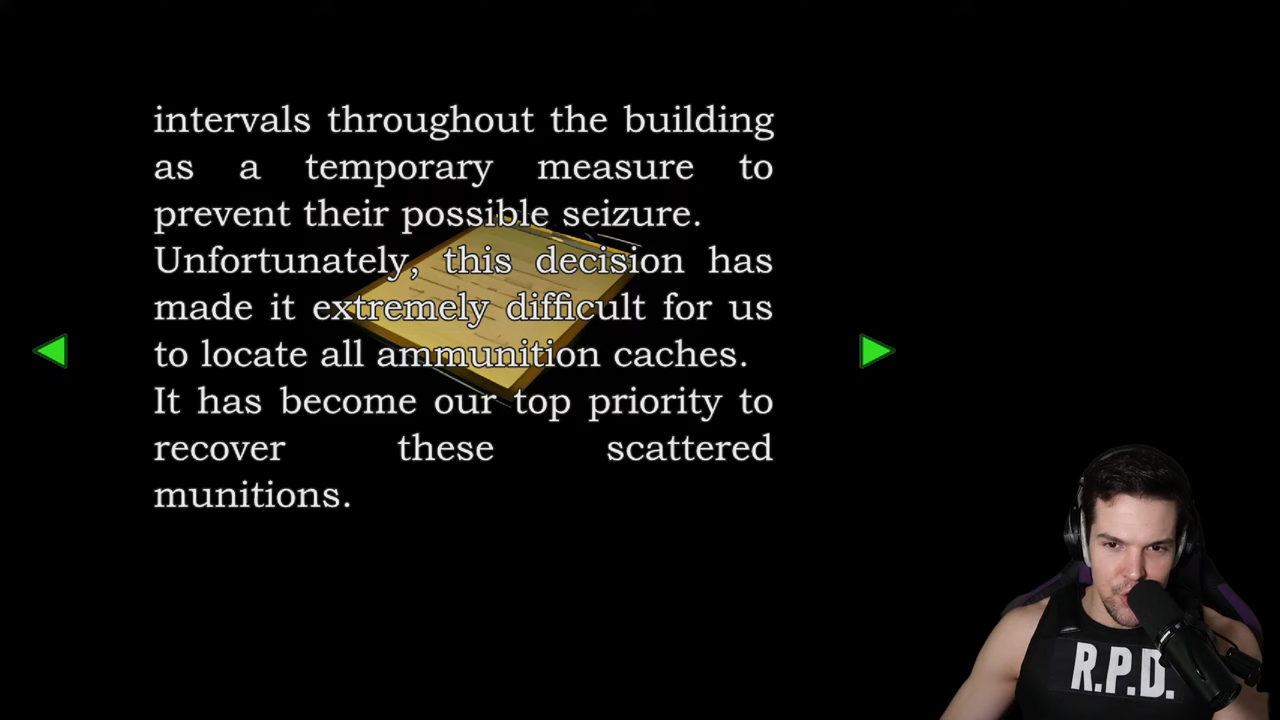 intervals throughout the building
as a temporary measure to
prevent their possible seizure.
Unfortunately, this decision has
made it extremely difficult for us
to locate all ammunition caches.
It has become our top priority to
recover these scattered
munitions.
R.P.D.